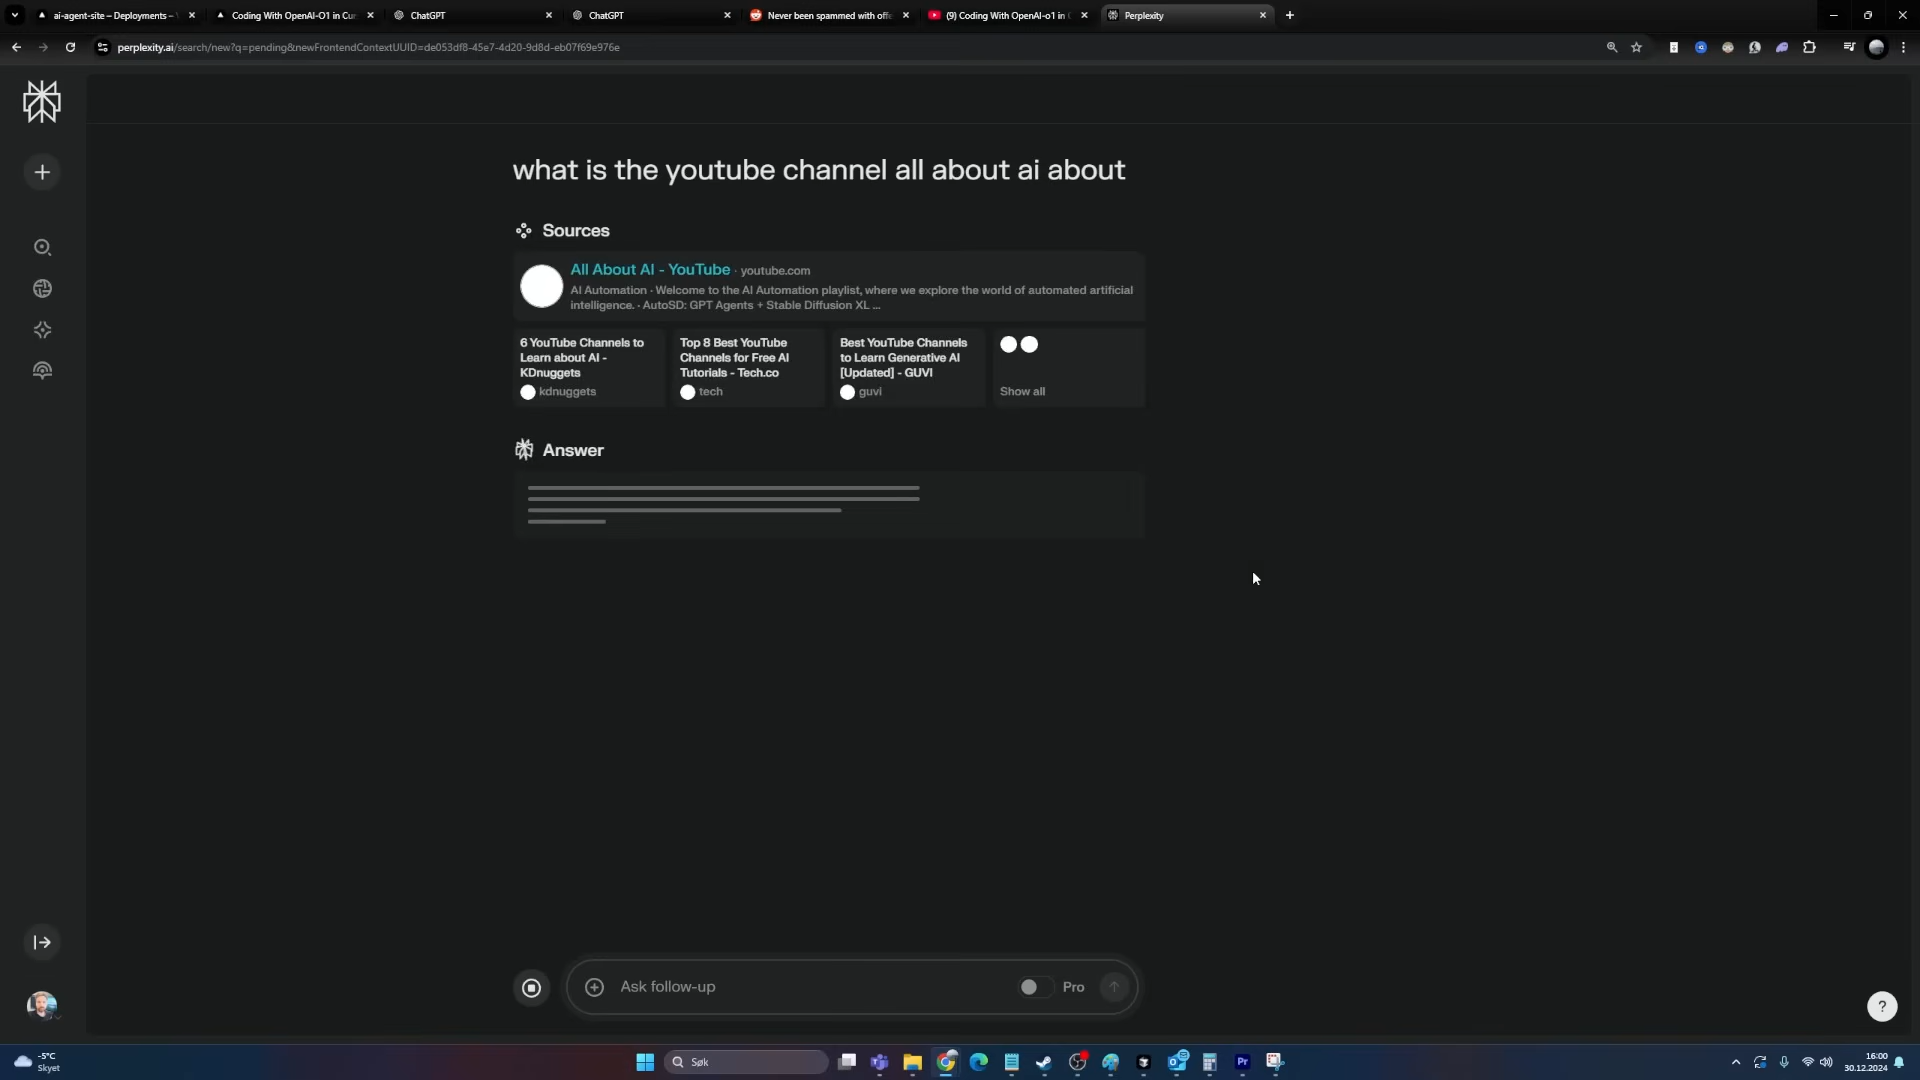 ai-agent-site – Deployments –
Coding With OpenAI-O1 in Cur
ChatGPT
ChatGPT
Never been spammed with offe
(9) Coding With OpenAI-o1 in C
Perplexity
perplexity.ai/search/new?q=pending&newFrontendContextUUID=de053df8-45e7-4d20-9d8d-eb07f69e976e
what is the youtube channel all about ai about
Sources
All About AI - YouTube · youtube.com
AI Automation · Welcome to the AI Automation playlist, where we explore the world of automated artificial
intelligence. · AutoSD: GPT Agents + Stable Diffusion XL ...
6 YouTube Channels to
Learn about AI -
KDnuggets
kdnuggets
Top 8 Best YouTube
Channels for Free AI
Tutorials - Tech.co
tech
Best YouTube Channels
to Learn Generative AI
[Updated] - GUVI
guvi
Show all
Answer
Ask follow-up
Pro
?
-5°C
Skyet
Søk
Pr
16:00
30.12.2024